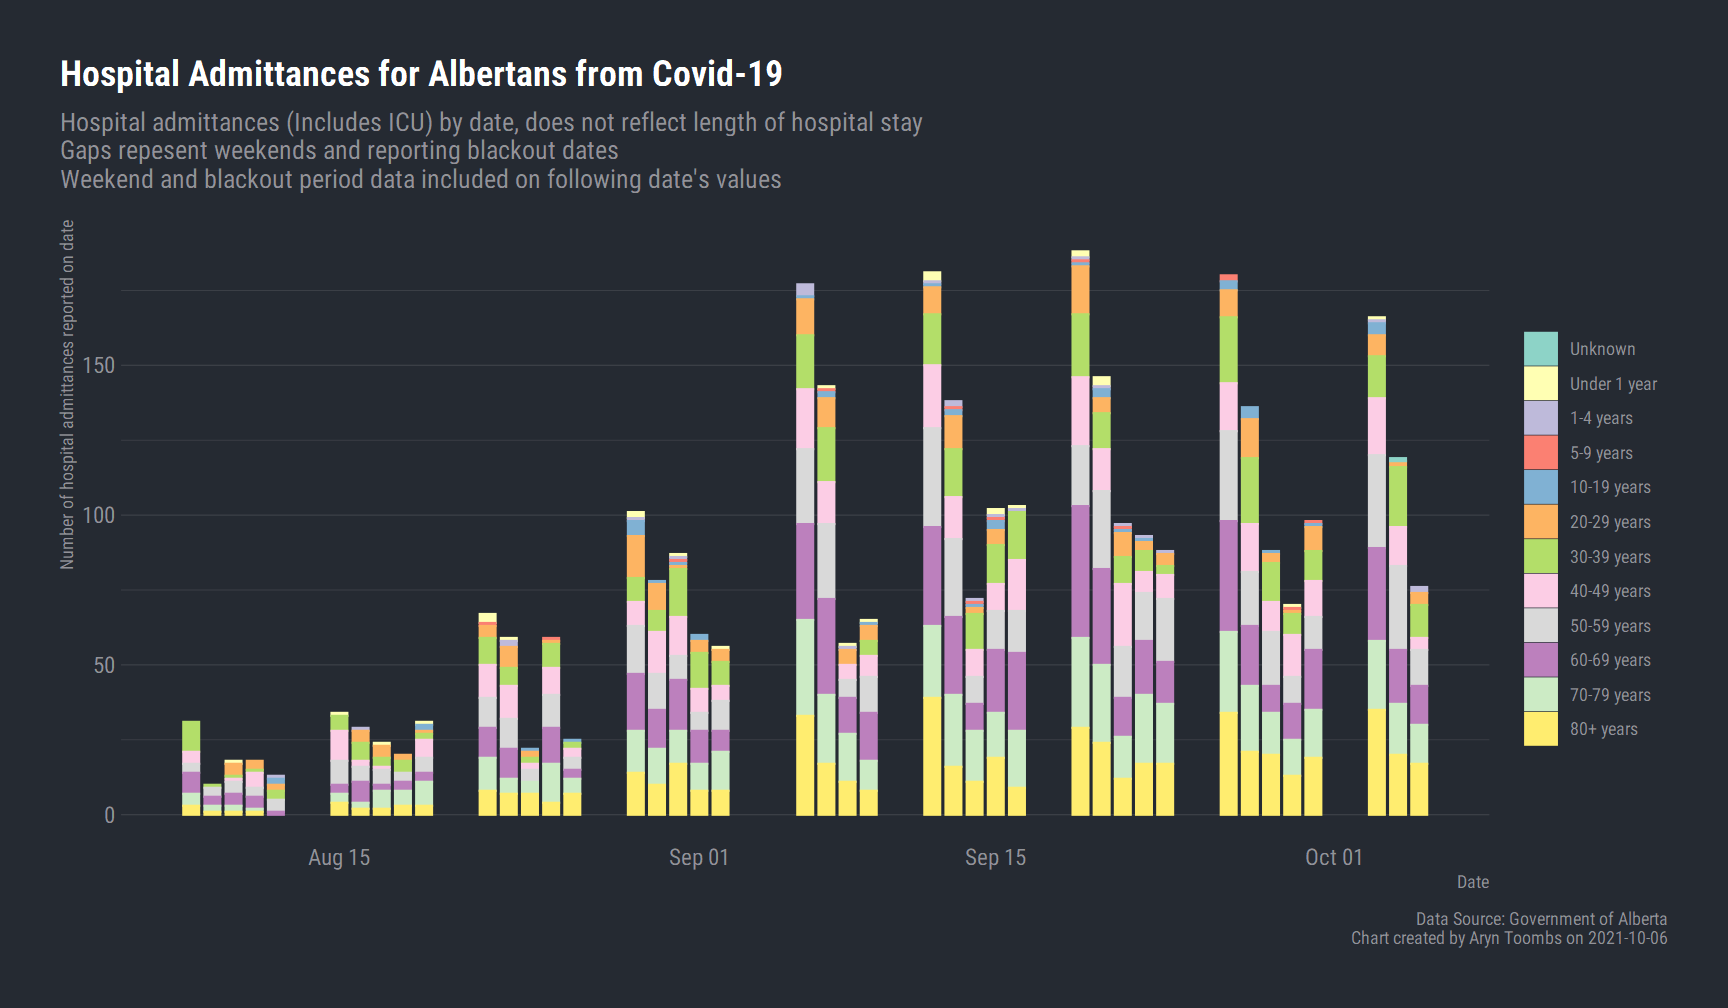 Hospital Admittances for Albertans from Covid-19
Hospital admittances (Includes ICU) by date, does not reflect length of hospital stay
Gaps repesent weekends and reporting blackout dates
Weekend and blackout period data included on following date's values
Number of hospital admittances reported on date
150
100
50
0
Aug 15
Sep 01
Sep 15
Oct 01
Date
Unknown
Under 1 year
1-4 years
5-9 years
10-19 years
20-29 years
30-39 years
40-49 years
50-59 years
60-69 years
70-79 years
80+ years
Data Source: Government of Alberta
Chart created by Aryn Toombs on 2021-10-06